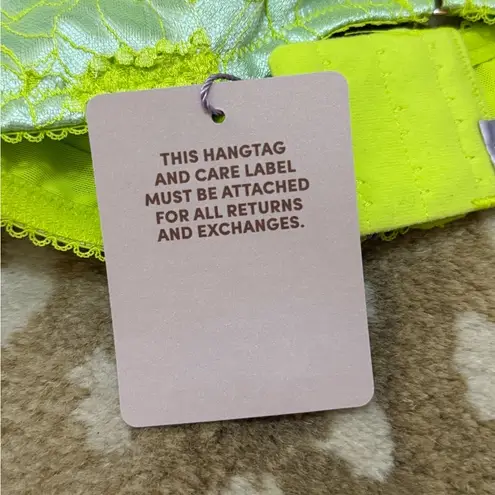 THIS HANGTAG
AND CARE LABEL
MUST BE ATTACHED
FOR ALL RETURNS
AND EXCHANGES.